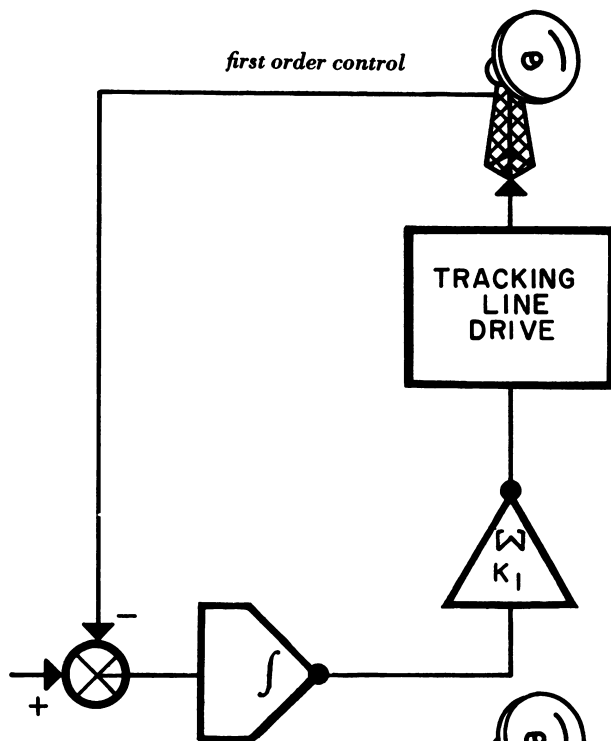 first order control
TRACKING
LINE
DRIVE
Σ
K1
−
∫
+